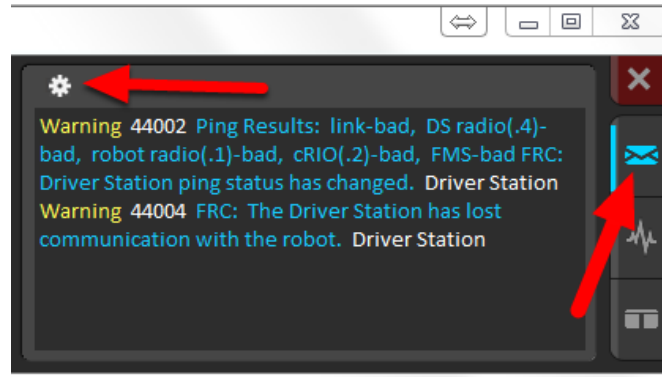 Warning 44002 Ping Results: link-bad, DS radio(.4)-
bad, robot radio(.1)-bad, cRIO(.2)-bad, FMS-bad FRC:
Driver Station ping status has changed. Driver Station
Warning 44004 FRC: The Driver Station has lost
communication with the robot. Driver Station